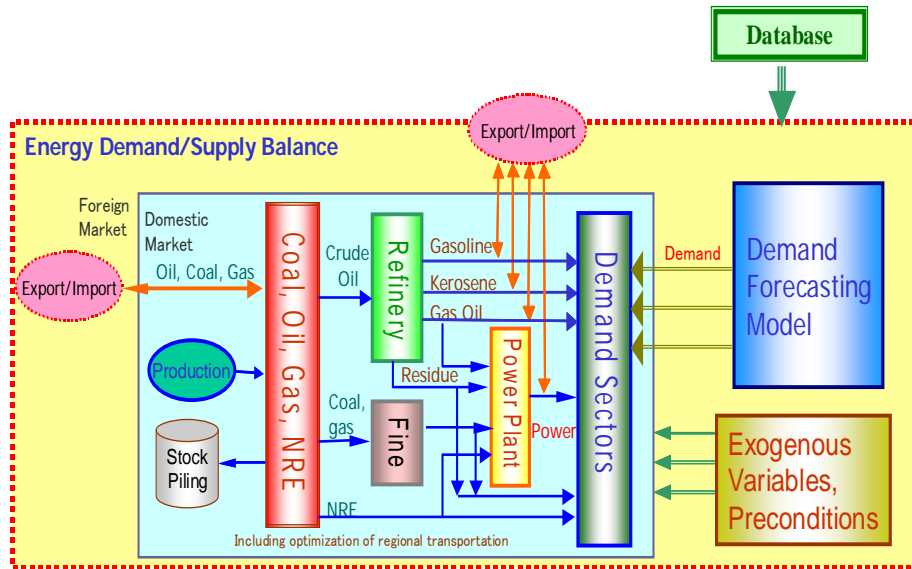 Database
Export/Import
Energy Demand/Supply Balance
Foreign
Market
Domestic
Market
Oil, Coal, Gas
Export/Import
Production
Stock
Piling
Coal, Oil, Gas, NRE
Crude
Oil
Refinery
Gasoline
Kerosene
Gas Oil
Residue
Coal,
gas
Fine
Power Plant
Power
NRE
Demand Sectors
Including optimization of regional transportation
Demand
Demand
Forecasting
Model
Exogenous
Variables,
Preconditions